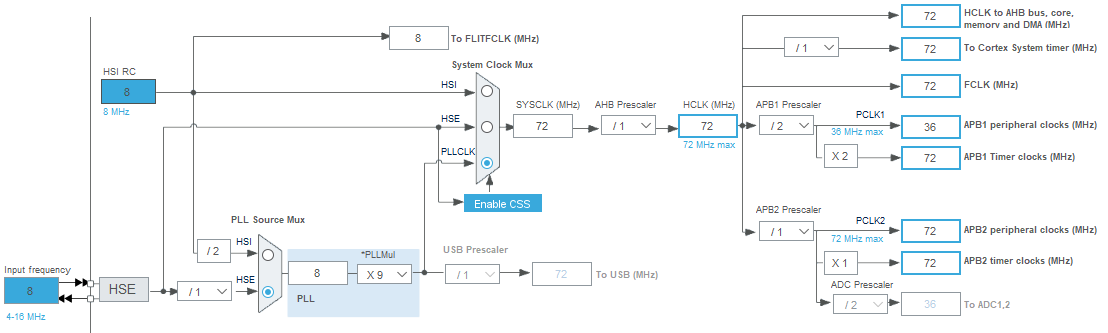 8
To FLITFCLK (MHz)
HSI RC
8
8 MHz
System Clock Mux
HSI
HSE
PLLCLK
Enable CSS
SYSCLK (MHz)
72
AHB Prescaler
/ 1
HCLK (MHz)
72
72 MHz max
72
HCLK to AHB bus, core,
memory and DMA (MHz)
/ 1
72
To Cortex System timer (MHz)
72
FCLK (MHz)
APB1 Prescaler
/ 2
PCLK1
36 MHz max
36
APB1 peripheral clocks (MHz)
X 2
72
APB1 Timer clocks (MHz)
APB2 Prescaler
/ 1
PCLK2
72 MHz max
72
APB2 peripheral clocks (MHz)
X 1
72
APB2 timer clocks (MHz)
ADC Prescaler
/ 2
36
To ADC1,2
PLL Source Mux
/ 2
HSI
HSE
Input frequency
8
4-16 MHz
HSE
/ 1
8
PLL
*PLLMul
X 9
USB Prescaler
/ 1
72
To USB (MHz)